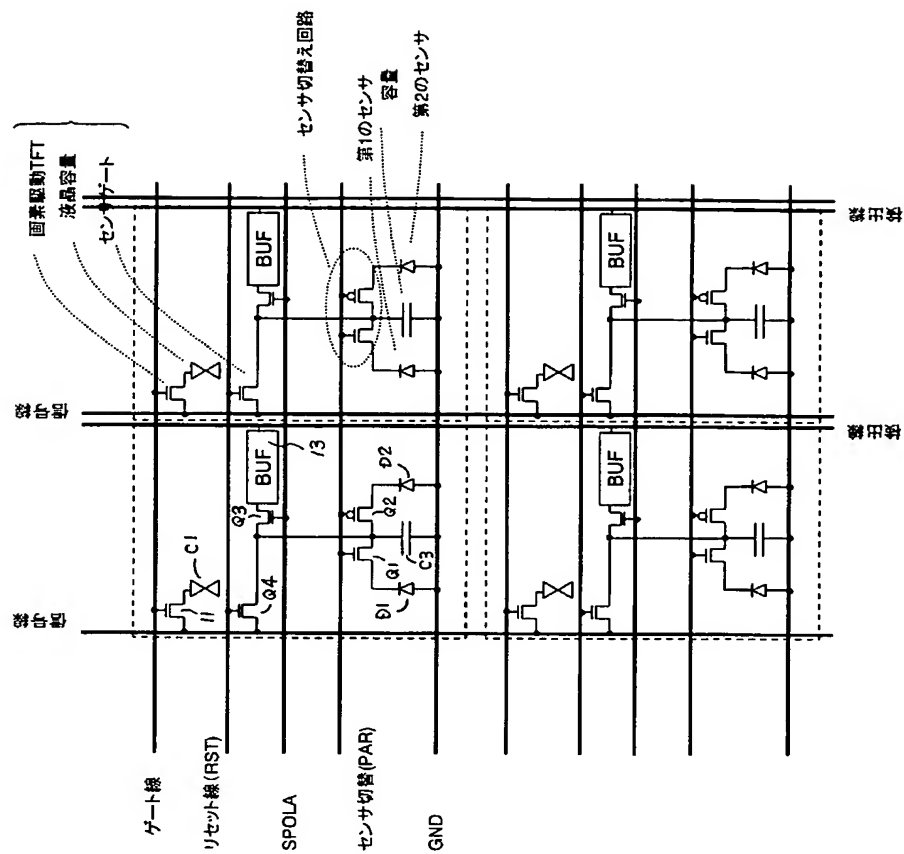 画素駆動TFT
液晶容量
センサゲート
センサ切替え回路
第1のセンサ
容量
第2のセンサ
信号線
信号線
ゲート線
リセット線(RST)
SPOLA
センサ切替(PAR)
GND
11
C1
Q4
Q3
BUF
13
BUF
D1
Q1
C3
Q2
D2
BUF
BUF
検出線
検出線